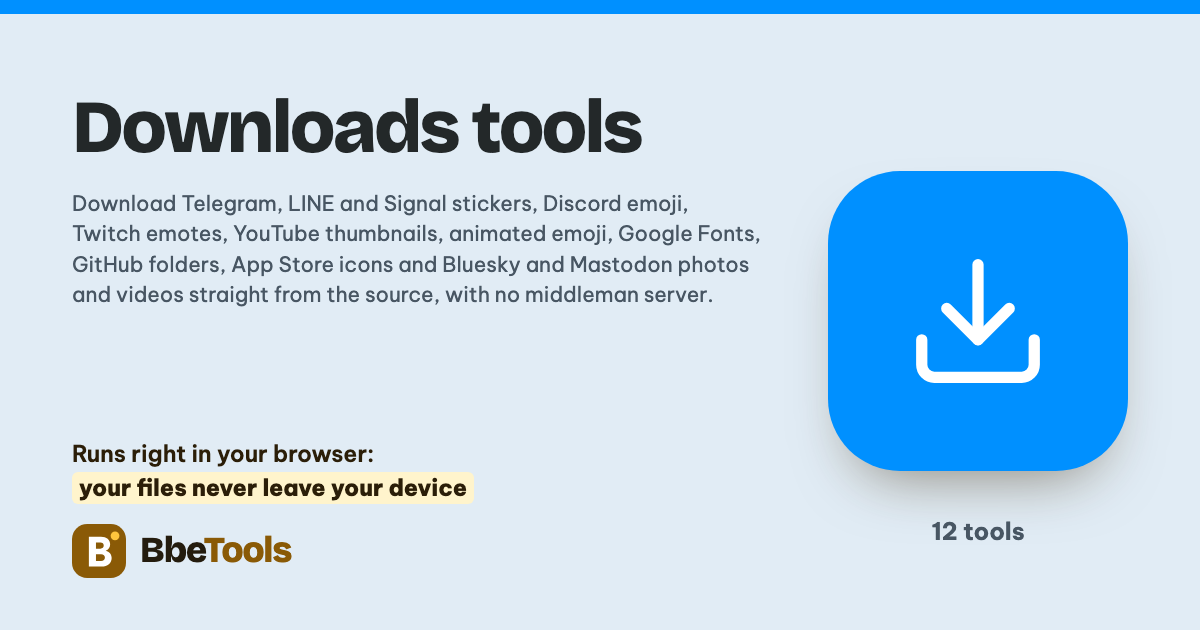 Downloads tools
Download Telegram, LINE and Signal stickers, Discord emoji,
Twitch emotes, YouTube thumbnails, animated emoji, Google Fonts,
GitHub folders, App Store icons and Bluesky and Mastodon photos
and videos straight from the source, with no middleman server.
Runs right in your browser:
your files never leave your device
B BbeTools
12 tools